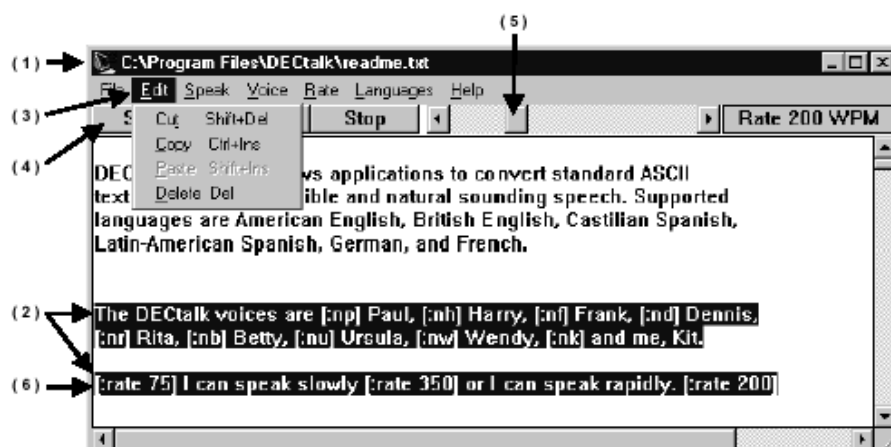 (5)
(1) C:\Program Files\DECtalk\readme.txt
File Edit Speak Voice Rate Languages Help
(3) S Stop Rate 200 WPM
Cut Shift+Del
(4) Copy Ctrl+Ins
Paste Shift+Ins
Delete Del
DEC ws applications to convert standard ASCII
text ible and natural sounding speech. Supported
languages are American English, British English, Castilian Spanish,
Latin-American Spanish, German, and French.
(2) The DECtalk voices are [:np] Paul, [:nh] Harry, [:nf] Frank, [:nd] Dennis,
[:nr] Rita, [:nb] Betty, [:nu] Ursula, [:nw] Wendy, [:nk] and me, Kit.
(6) [:rate 75] I can speak slowly [:rate 350] or I can speak rapidly. [:rate 200]